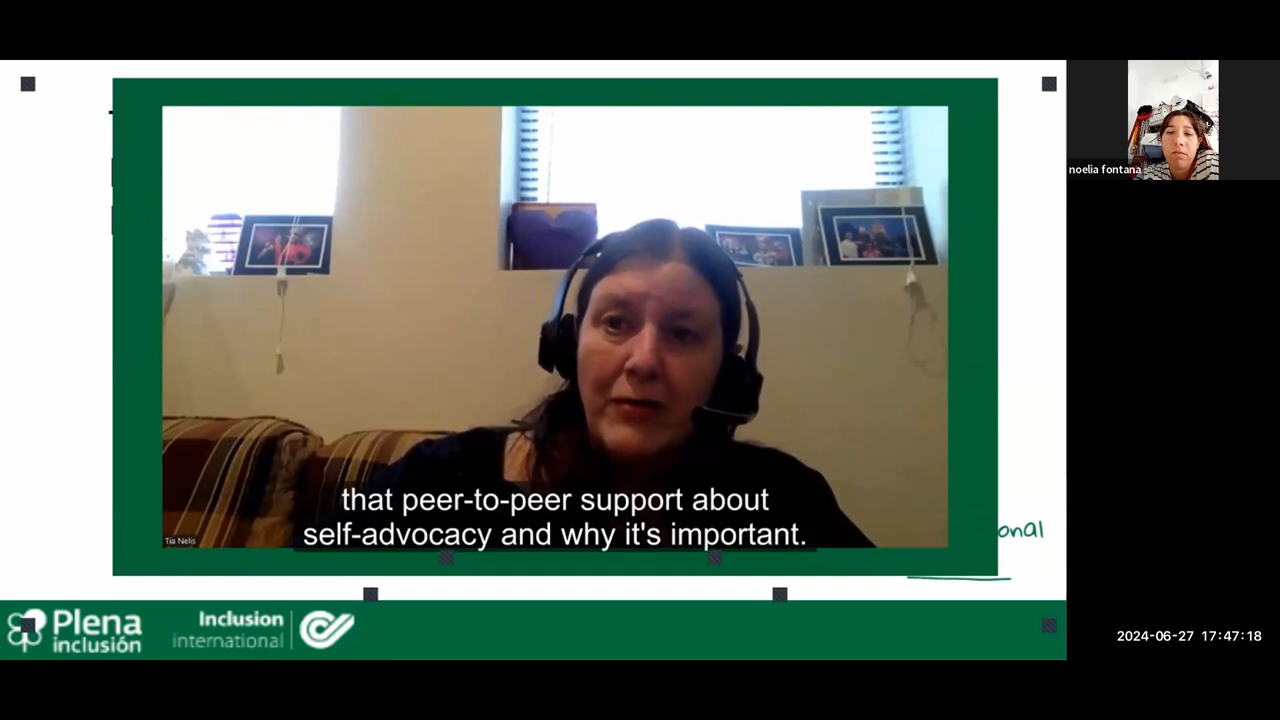 noelia fontana
that peer-to-peer support about
self-advocacy and why it's important.
Tia Nelis
onal
Plena
inclusión
Inclusion
international
2024-06-27 17:47:18